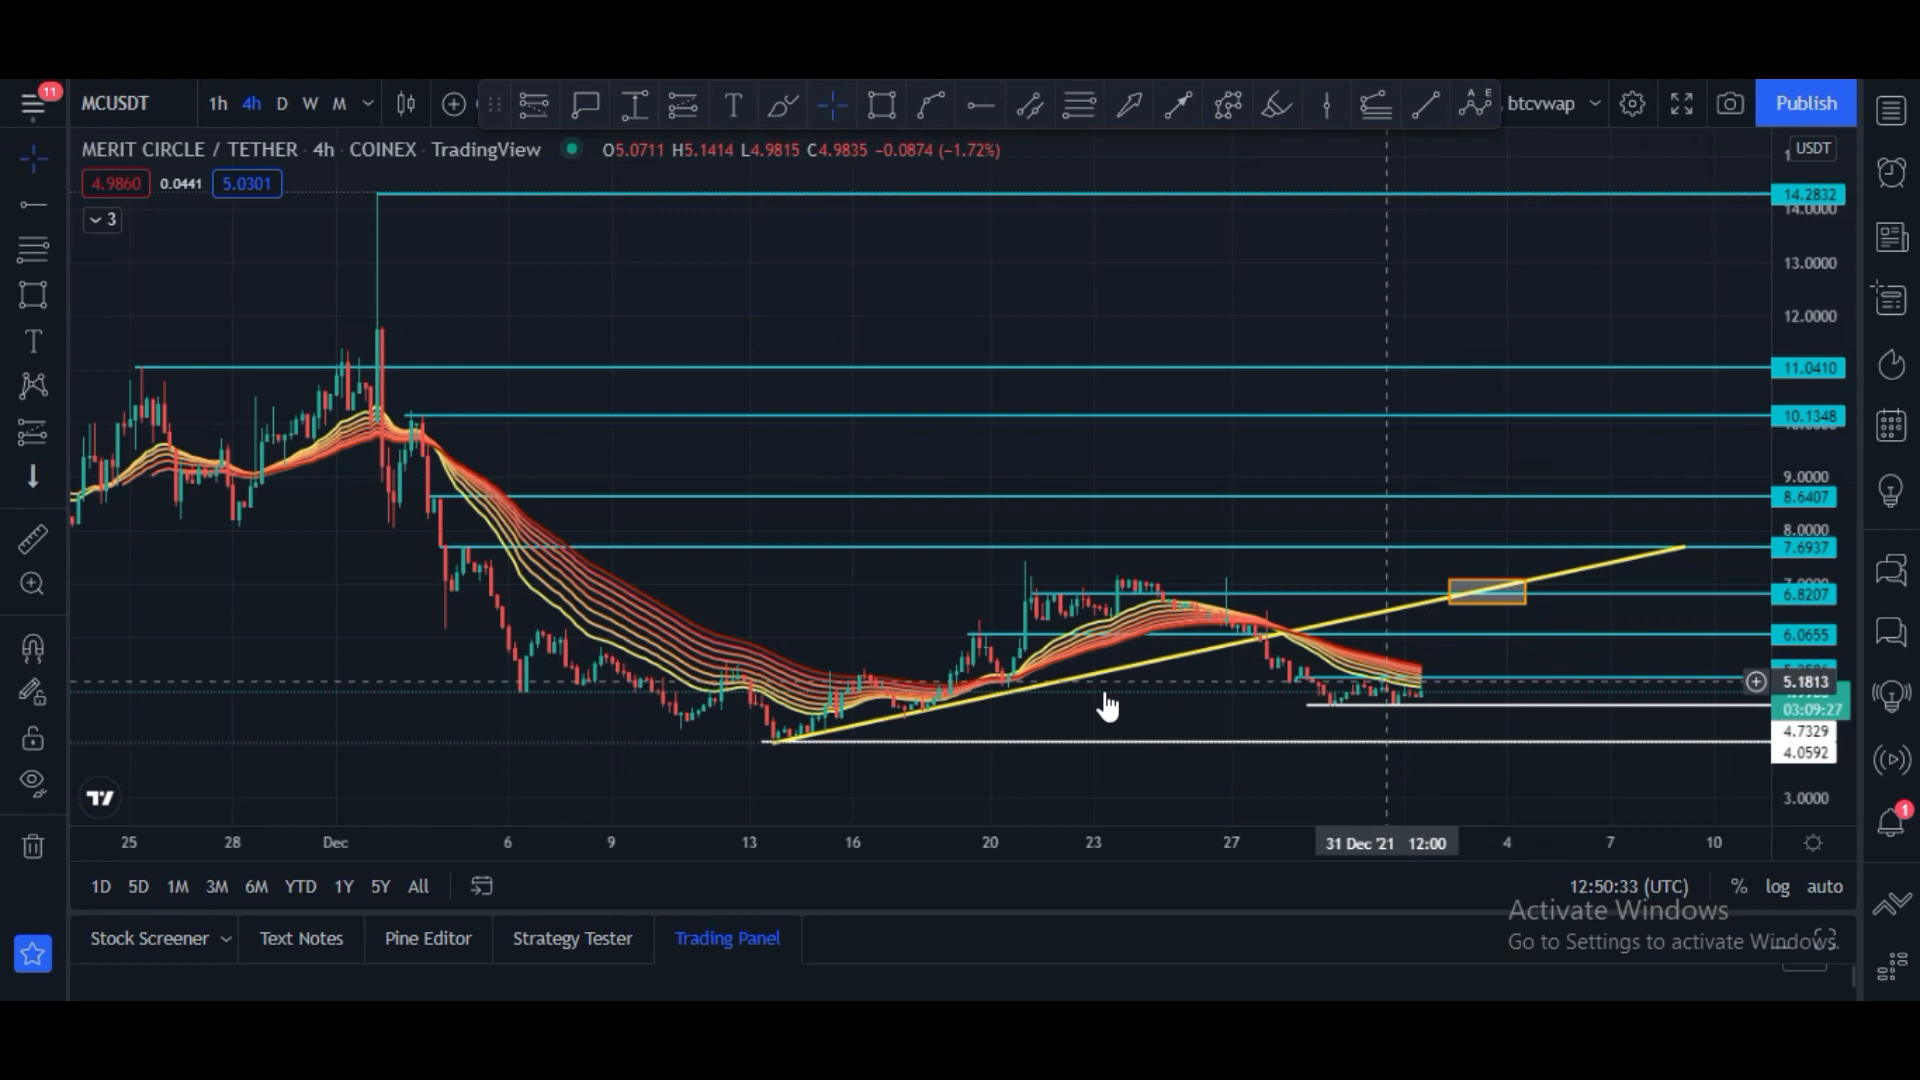 11
MCUSDT
1h 4h D W M
btcvwap
Publish
MERIT CIRCLE / TETHER · 4h · COINEX · TradingView
O5.0711 H5.1414 L4.9815 C4.9835 −0.0874 (−1.72%)
USDT
4.9860 0.0441 5.0301
3
14.2832
14.0000
13.0000
12.0000
11.0410
10.1348
9.0000
8.6407
8.0000
7.6937
7.0000
6.8207
6.0655
5.1813
03:09:27
4.7329
4.0592
3.0000
25 28 Dec 6 9 13 16 20 23 27 31 Dec '21 12:00 4 7 10
1
1D 5D 1M 3M 6M YTD 1Y 5Y All
12:50:33 (UTC) % log auto
Activate Windows
Go to Settings to activate Windows.
Stock Screener Text Notes Pine Editor Strategy Tester Trading Panel